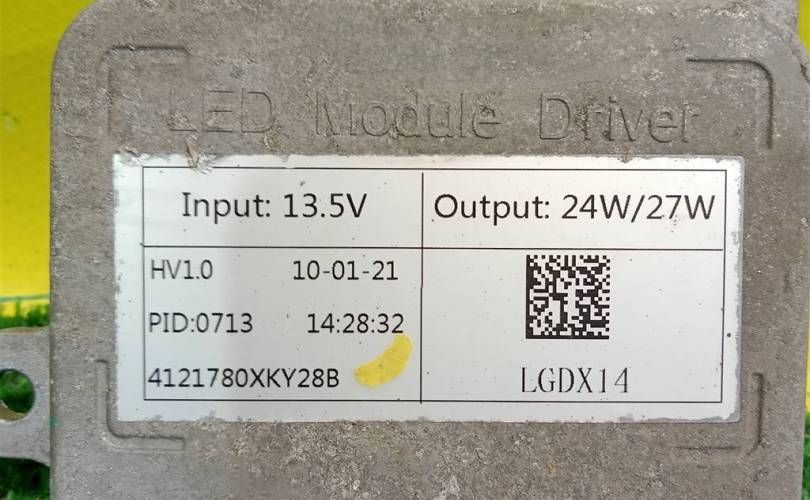 LED Module Driver
Input: 13.5V
Output: 24W/27W
HV1.0 10-01-21
PID:0713 14:28:32
4121780XKY28B
LGDX14